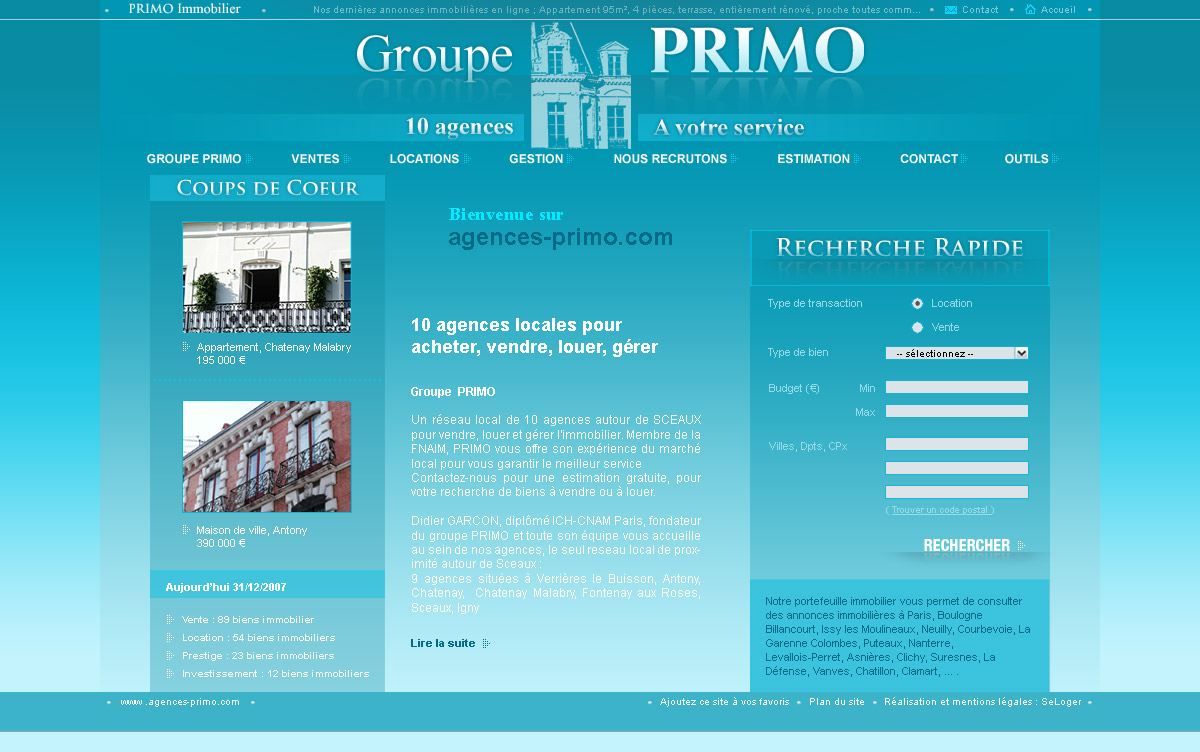 PRIMO Immobilier
Nos dernières annonces immobilières en ligne ; Appartement 95m², 4 pièces, terrasse, entièrement rénové, proche toutes comm...
Contact
Accueil
Groupe PRIMO
10 agences
A votre service
GROUPE PRIMO
VENTES
LOCATIONS
GESTION
NOUS RECRUTONS
ESTIMATION
CONTACT
OUTILS
COUPS DE COEUR
Appartement, Chatenay Malabry
195 000 €
Maison de ville, Antony
390 000 €
Aujourd'hui 31/12/2007
Vente : 89 biens immobilier
Location : 54 biens immobiliers
Prestige : 23 biens immobiliers
Investissement : 12 biens immobiliers
Bienvenue sur
agences-primo.com
10 agences locales pour
acheter, vendre, louer, gérer
Groupe PRIMO
Un réseau local de 10 agences autour de SCEAUX
pour vendre, louer et gérer l'immobilier. Membre de la
FNAIM, PRIMO vous offre son expérience du marché
local pour vous garantir le meilleur service
Contactez-nous pour une estimation gratuite, pour
votre recherche de biens à vendre ou à louer.
Didier GARCON, diplômé ICH-CNAM Paris, fondateur
du groupe PRIMO et toute son équipe vous accueille
au sein de nos agences, le seul reseau local de prox-
imité autour de Sceaux :
9 agences situées à Verrières le Buisson, Antony,
Chatenay, Chatenay Malabry, Fontenay aux Roses,
Sceaux, Igny
Lire la suite
RECHERCHE RAPIDE
Type de transaction
Location
Vente
Type de bien
-- sélectionnez --
Budget (€)
Min
Max
Villes, Dpts, CPx
( Trouver un code postal )
RECHERCHER
Notre portefeuille immobilier vous permet de consulter
des annonces immobilières à Paris, Boulogne
Billancourt, Issy les Moulineaux, Neuilly, Courbevoie, La
Garenne Colombes, Puteaux, Nanterre,
Levallois-Perret, Asnières, Clichy, Suresnes, La
Défense, Vanves, Chatillon, Clamart, ... .
www.agences-primo.com
Ajoutez ce site à vos favoris
Plan du site
Réalisation et mentions légales : SeLoger